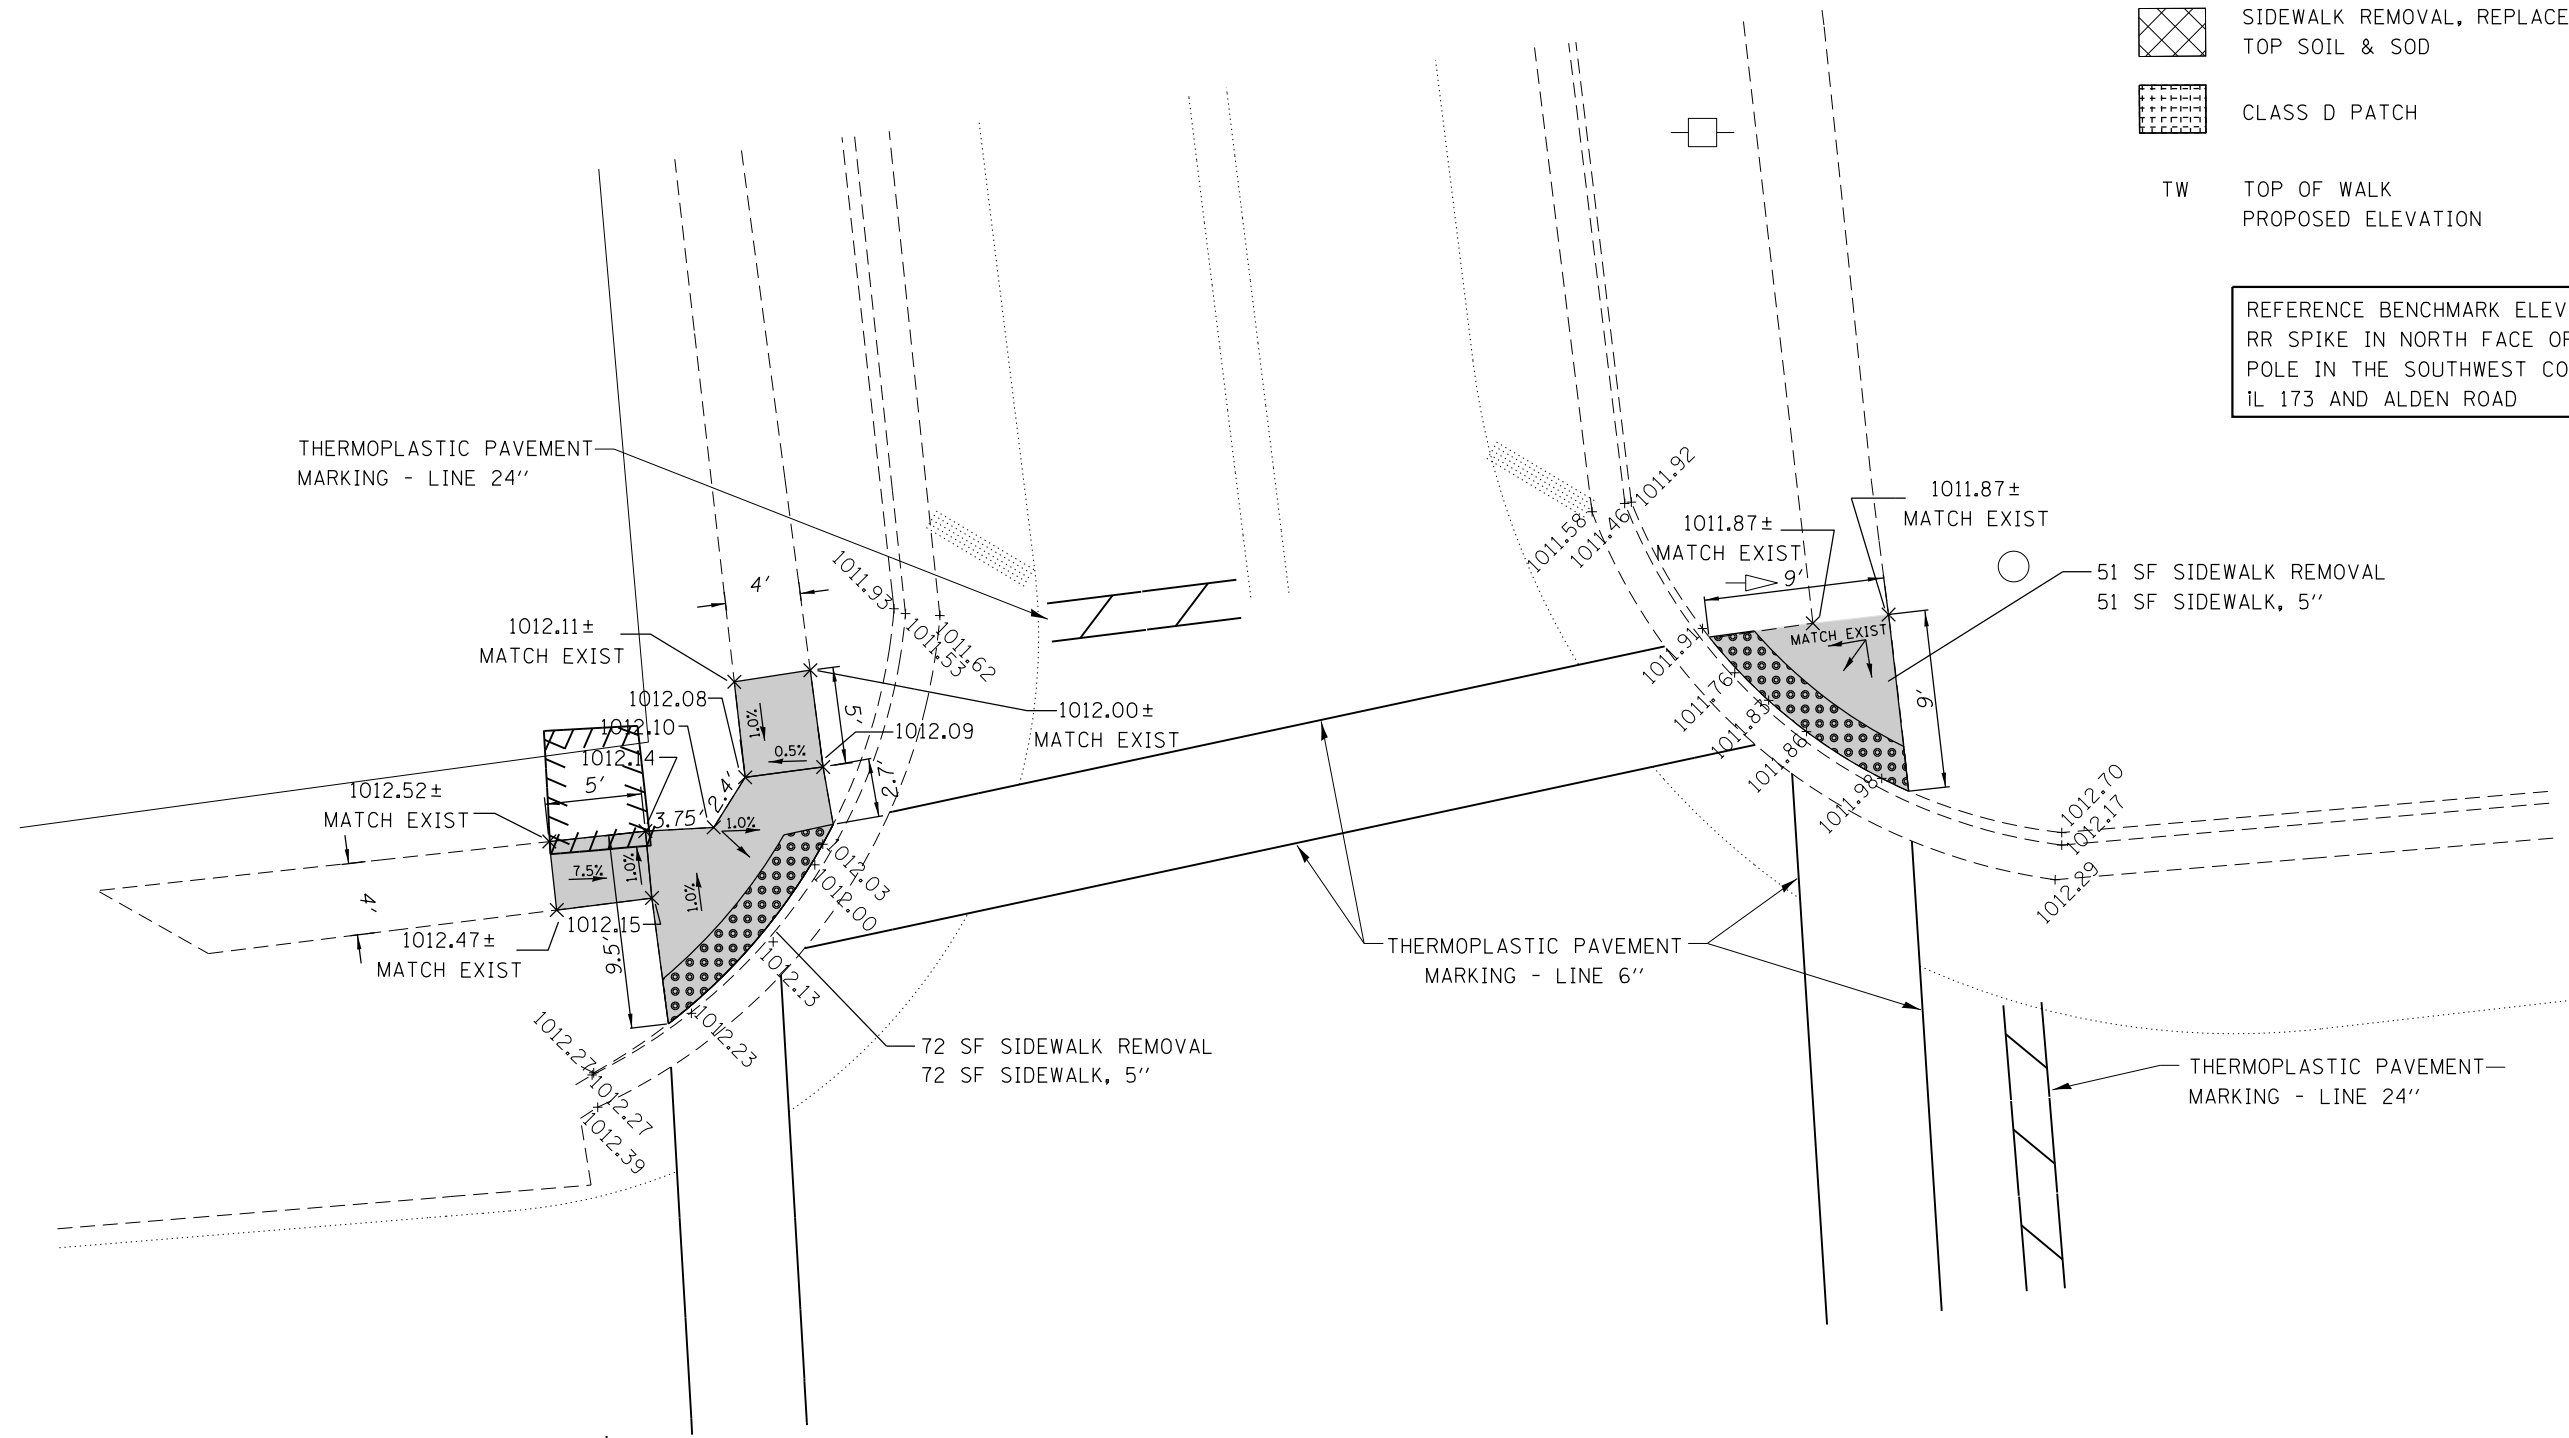 SIDEWALK REMOVAL, REPLACE
TOP SOIL & SOD
CLASS D PATCH
TW
TOP OF WALK
PROPOSED ELEVATION
REFERENCE BENCHMARK ELEV
RR SPIKE IN NORTH FACE OF
POLE IN THE SOUTHWEST CO
iL 173 AND ALDEN ROAD
THERMOPLASTIC PAVEMENT
MARKING - LINE 24''
1011.92
1011.46
1011.58
1011.87±
MATCH EXIST
1011.87±
MATCH EXIST
9'
51 SF SIDEWALK REMOVAL
51 SF SIDEWALK, 5''
MATCH EXIST
9'
1011.91
1011.76
1011.83
1011.86
1011.98
1012.70
1012.17
1012.29
4'
1011.93
1011.53
1011.62
1012.11±
MATCH EXIST
1012.08
1012.10
1012.14
1.0%
5'
0.5%
1012.00±
MATCH EXIST
1012.09
2.7'
2.4'
5'
3.75'
1.0%
1012.52±
MATCH EXIST
7.5%
1.0%
1.0%
4'
1012.15
1012.47±
MATCH EXIST
9.5'
1012.03
1012.00
1012.13
1012.23
1012.27
1012.27
1012.39
72 SF SIDEWALK REMOVAL
72 SF SIDEWALK, 5''
THERMOPLASTIC PAVEMENT
MARKING - LINE 6''
THERMOPLASTIC PAVEMENT
MARKING - LINE 24''